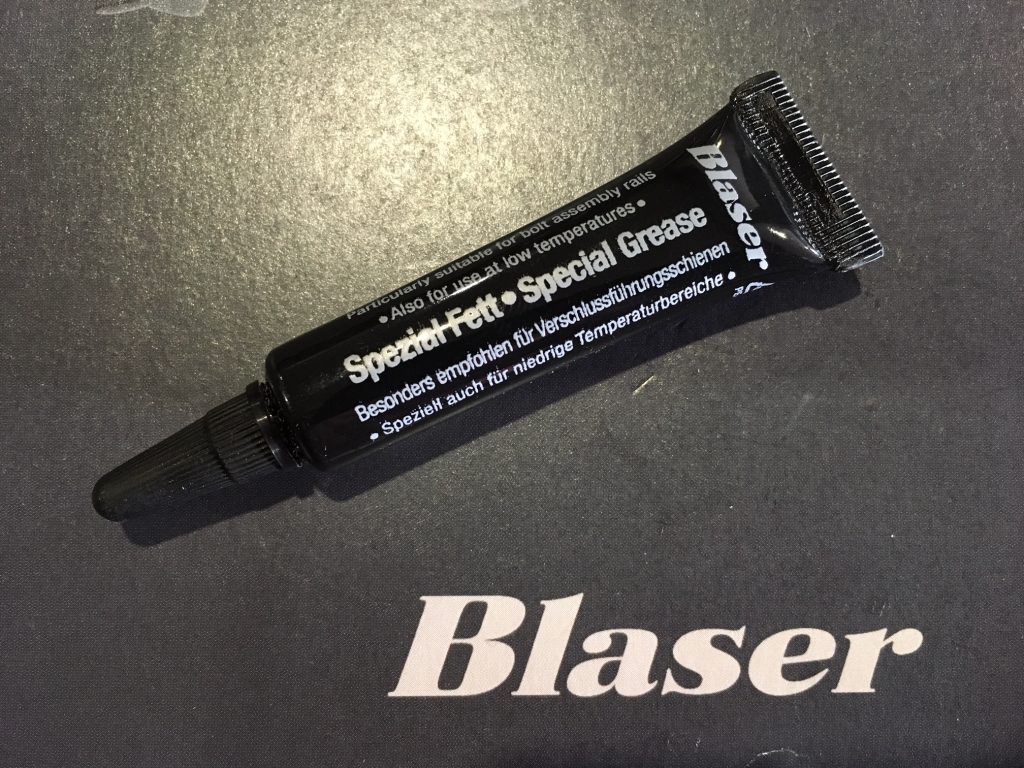 Particularly suitable for bolt assembly rails
• Also for use at low temperatures •
Spezial-Fett • Special Grease
Besonders empfohlen für Verschlussführungsschienen
• Speziell auch für niedrige Temperaturbereiche •
Blaser
Blaser